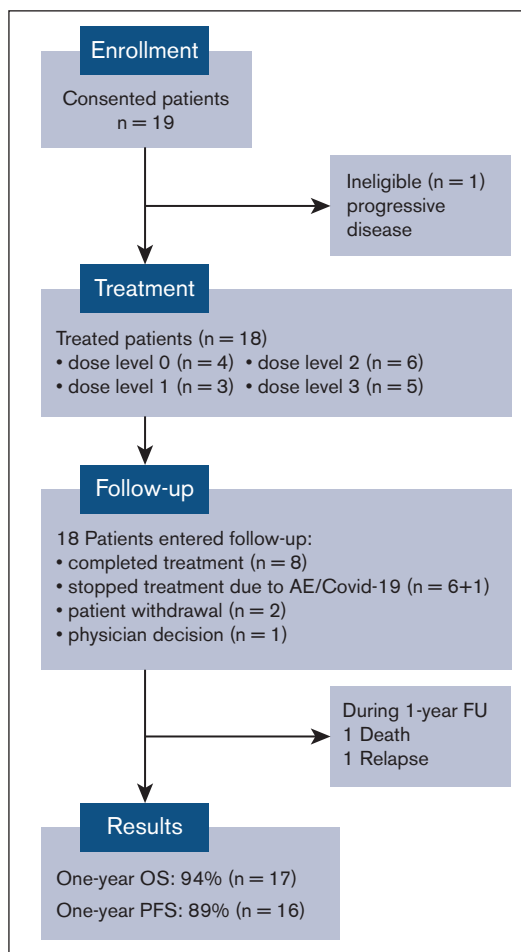 Enrollment
Consented patients
n = 19
Ineligible (n = 1)
progressive
disease
Treatment
Treated patients (n = 18)
• dose level 0 (n = 4) • dose level 2 (n = 6)
• dose level 1 (n = 3) • dose level 3 (n = 5)
Follow-up
18 Patients entered follow-up:
• completed treatment (n = 8)
• stopped treatment due to AE/Covid-19 (n = 6+1)
• patient withdrawal (n = 2)
• physician decision (n = 1)
During 1-year FU
1 Death
1 Relapse
Results
One-year OS: 94% (n = 17)
One-year PFS: 89% (n = 16)